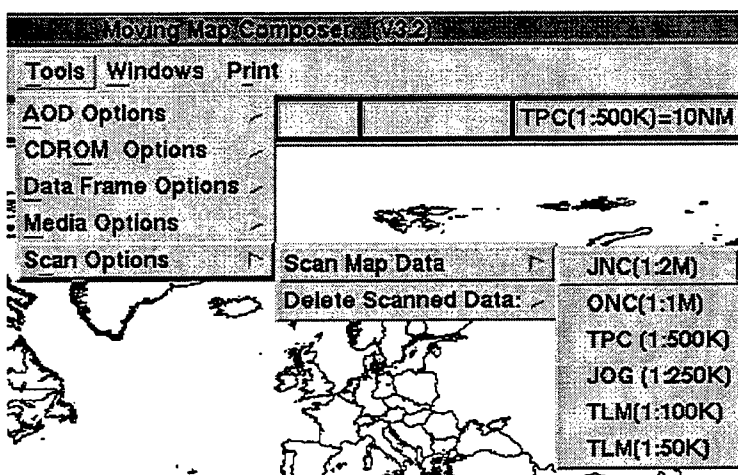 Moving Map Composer (V3.2)
Tools Windows Print
AOD Options
TPC(1:500K)=10NM
CDROM Options
Data Frame Options
Media Options
Scan Options
Scan Map Data
Delete Scanned Data:
JNC(1:2M)
ONC(1:1M)
TPC (1:500K)
JOG (1:250K)
TLM(1:100K)
TLM(1:50K)